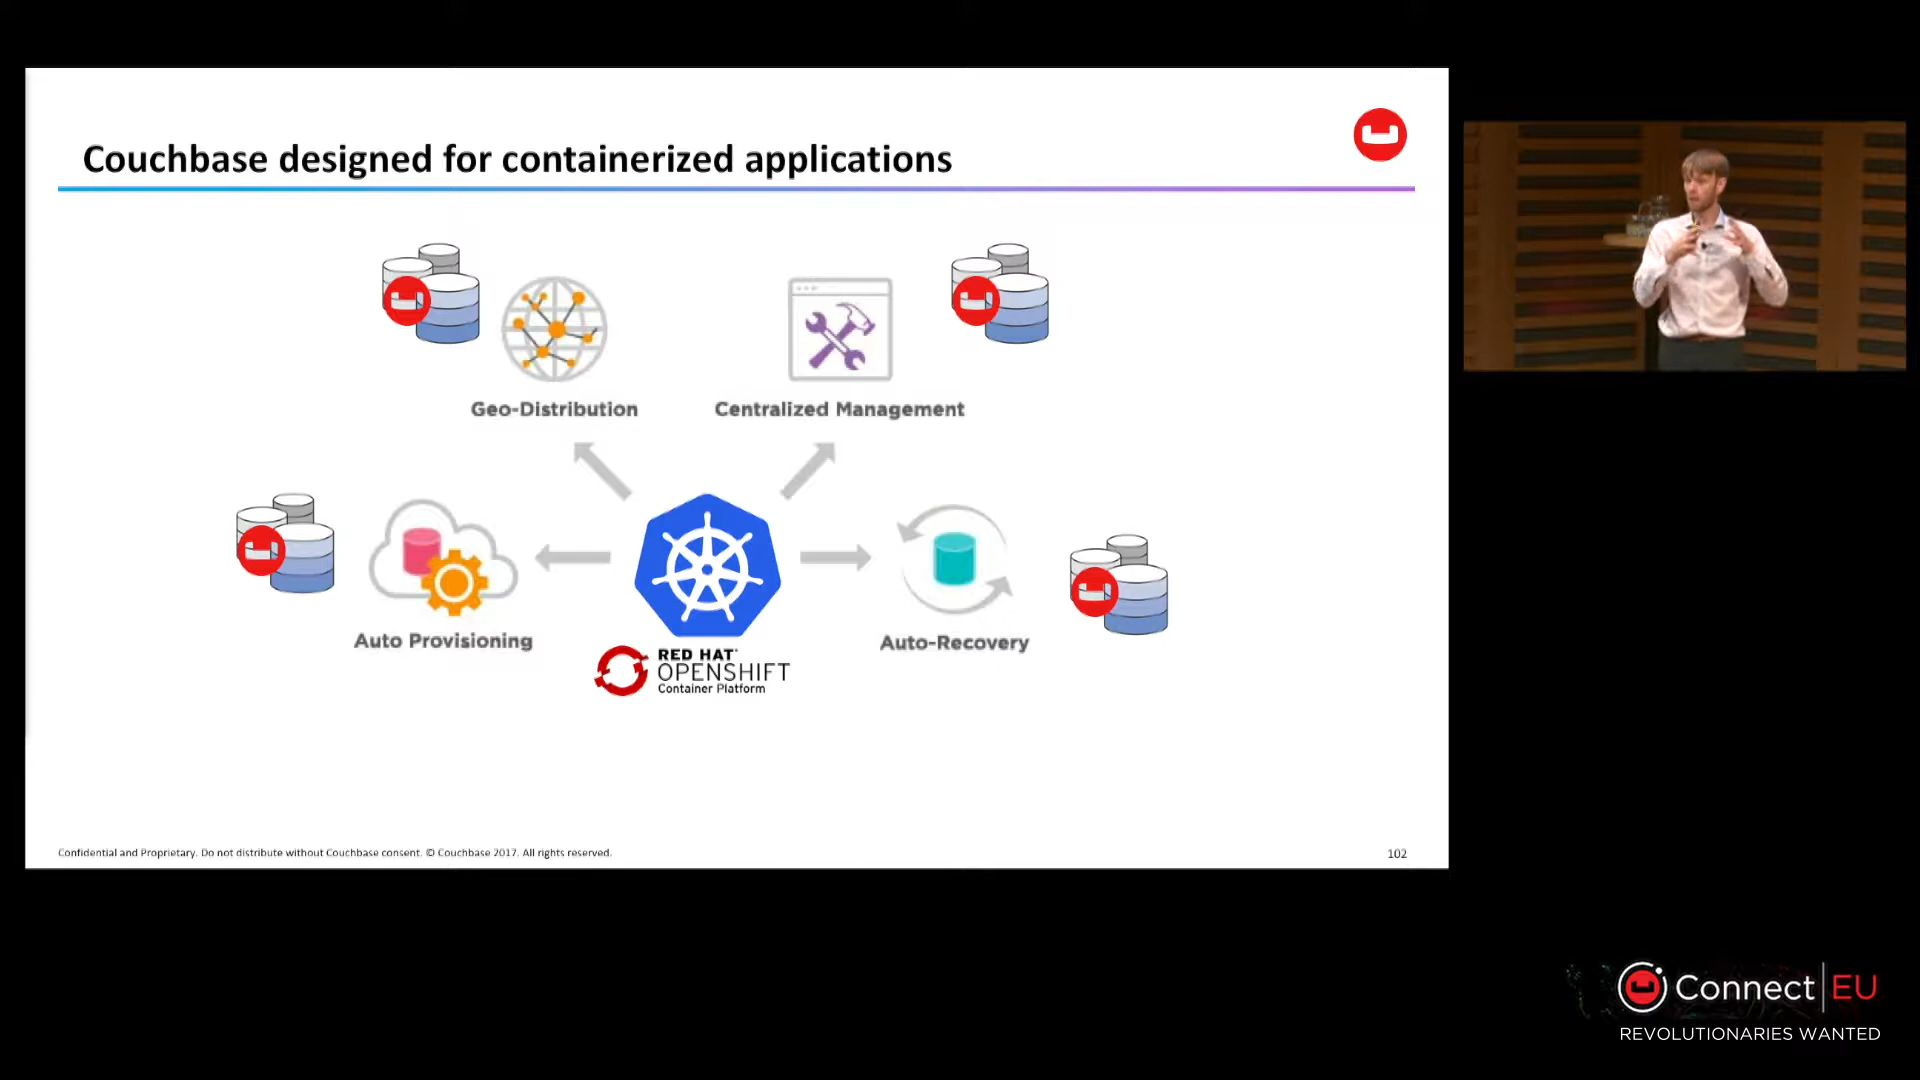 Couchbase designed for containerized applications
Geo-Distribution
Centralized Management
Auto Provisioning
Auto-Recovery
RED HAT
OPENSHIFT
Container Platform
Confidential and Proprietary. Do not distribute without Couchbase consent. © Couchbase 2017. All rights reserved.
102
Connect | EU
REVOLUTIONARIES WANTED